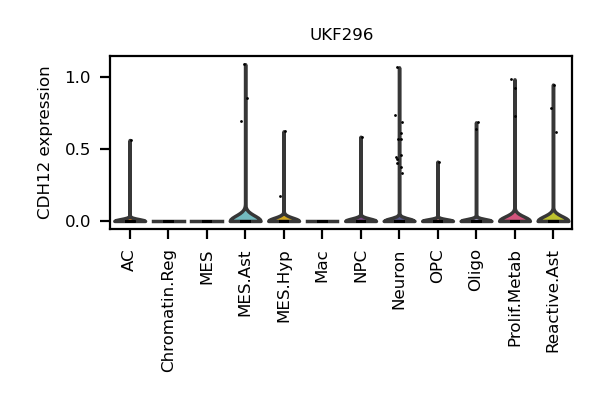 UKF296
CDH12 expression
1.0
0.5
0.0
AC
Chromatin.Reg
MES
MES.Ast
MES.Hyp
Mac
NPC
Neuron
OPC
Oligo
Prolif.Metab
Reactive.Ast